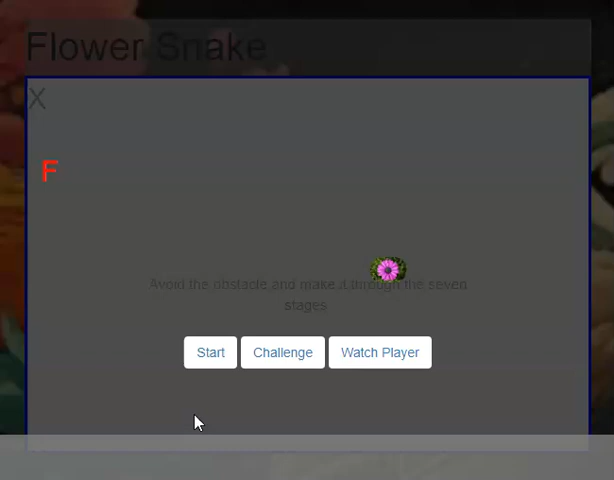 Flower Snake
X
F
Avoid the obstacle and make it through the seven
stages
Start Challenge Watch Player